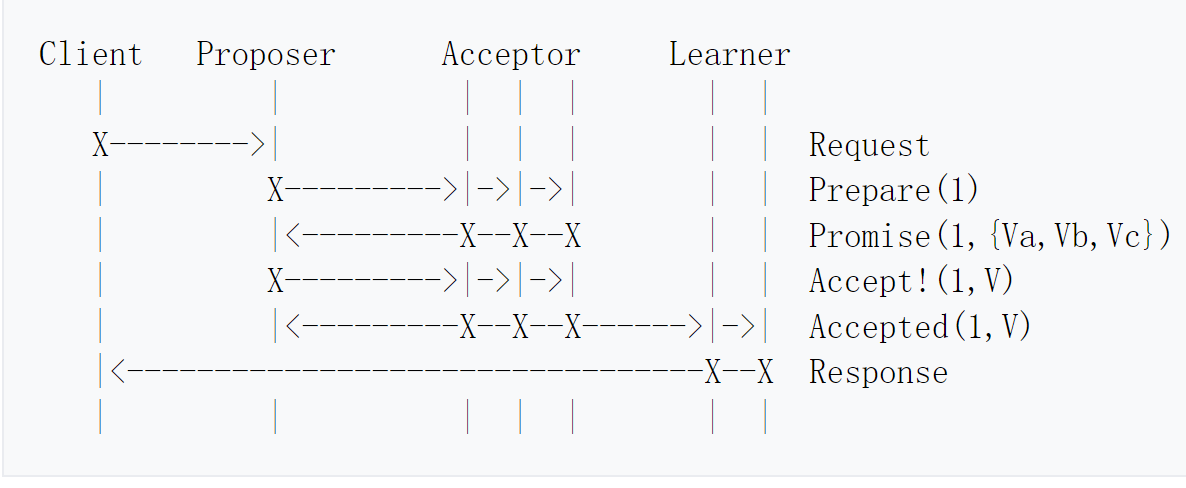 Client   Proposer      Acceptor     Learner
   |         |          |  |  |       |  |
   X-------->|          |  |  |       |  |  Request
   |         X--------->|->|->|       |  |  Prepare(1)
   |         |<---------X--X--X       |  |  Promise(1,{Va,Vb,Vc})
   |         X--------->|->|->|       |  |  Accept!(1,V)
   |         |<---------X--X--X------>|->|  Accepted(1,V)
   |<---------------------------------X--X  Response
   |         |          |  |  |       |  |